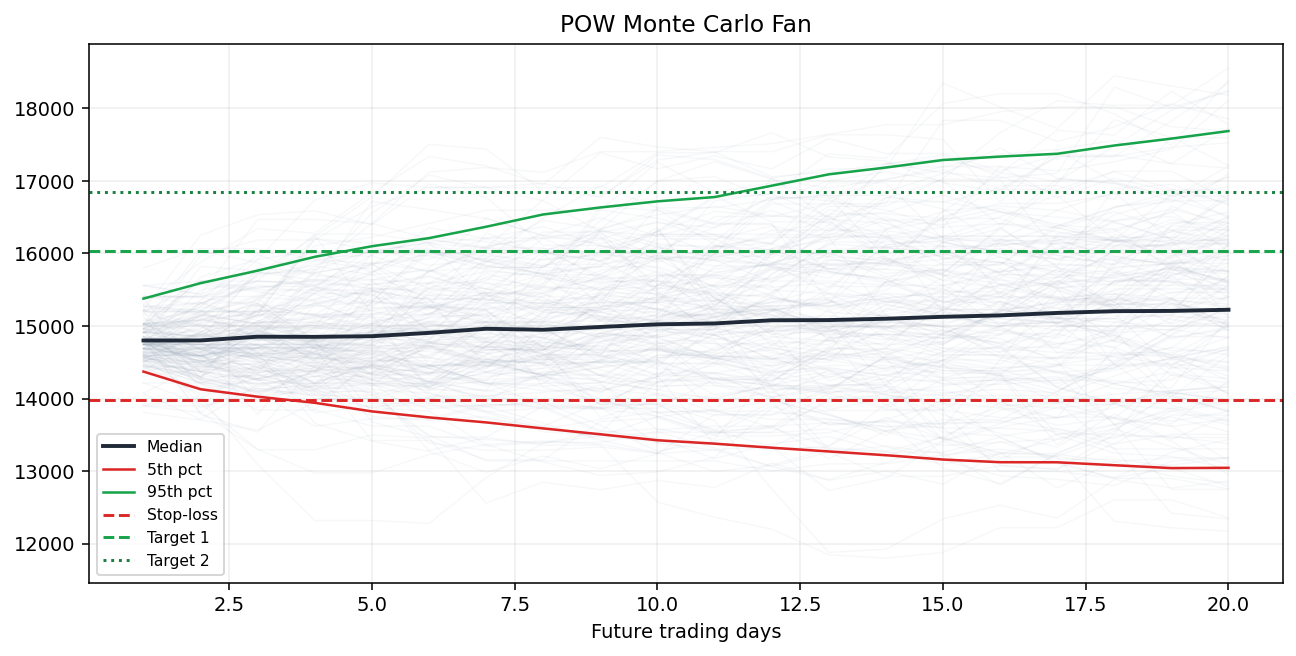 POW Monte Carlo Fan
18000
17000
16000
15000
14000
13000
12000
Median
5th pct
95th pct
Stop-loss
Target 1
Target 2
2.5 5.0 7.5 10.0 12.5 15.0 17.5 20.0
Future trading days